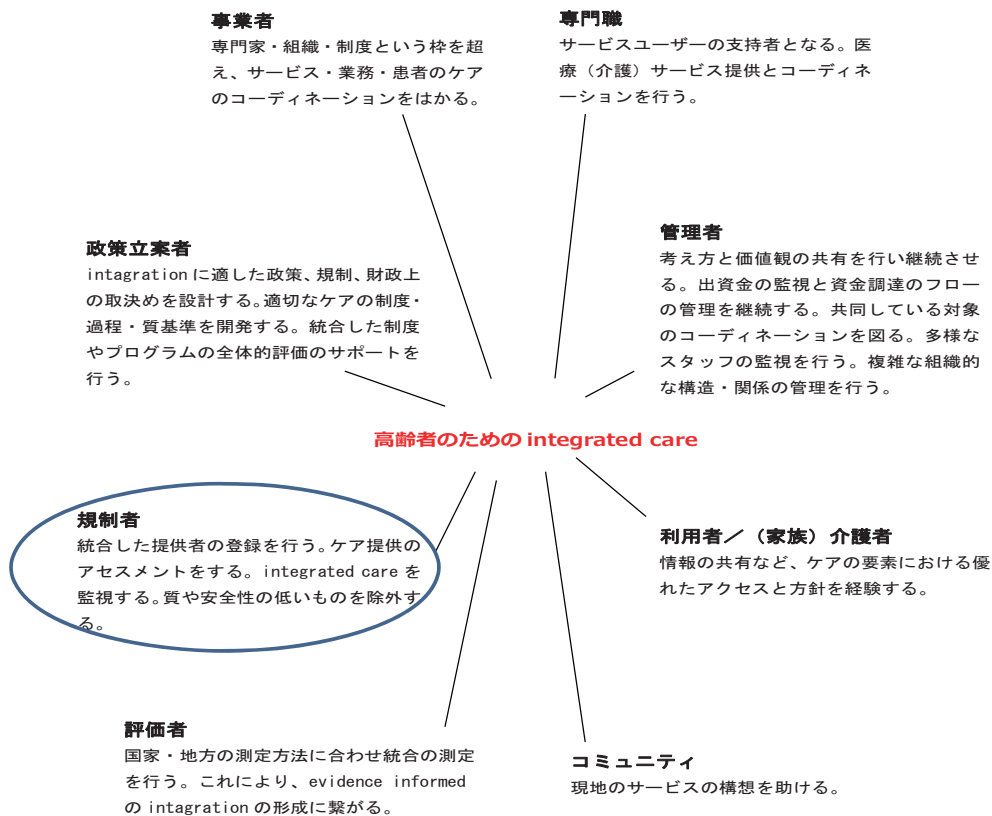 事業者
専門家・組織・制度という枠を超
え、サービス・業務・患者のケア
のコーディネーションをはかる。
専門職
サービスユーザーの支持者となる。医
療（介護）サービス提供とコーディネ
ーションを行う。
政策立案者
intagration に適した政策、規制、財政上
の取決めを設計する。適切なケアの制度・
過程・質基準を開発する。統合した制度
やプログラムの全体的評価のサポートを
行う。
管理者
考え方と価値観の共有を行い継続させ
る。出資金の監視と資金調達のフロー
の管理を継続する。共同している対象
のコーディネーションを図る。多様な
スタッフの監視を行う。複雑な組織的
な構造・関係の管理を行う。
高齢者のための integrated care
規制者
統合した提供者の登録を行う。ケア提供の
アセスメントをする。integrated care を
監視する。質や安全性の低いものを除外す
る。
利用者／（家族）介護者
情報の共有など、ケアの要素における優
れたアクセスと方針を経験する。
評価者
国家・地方の測定方法に合わせ統合の測定
を行う。これにより、evidence informed
の intagration の形成に繋がる。
コミュニティ
現地のサービスの構想を助ける。